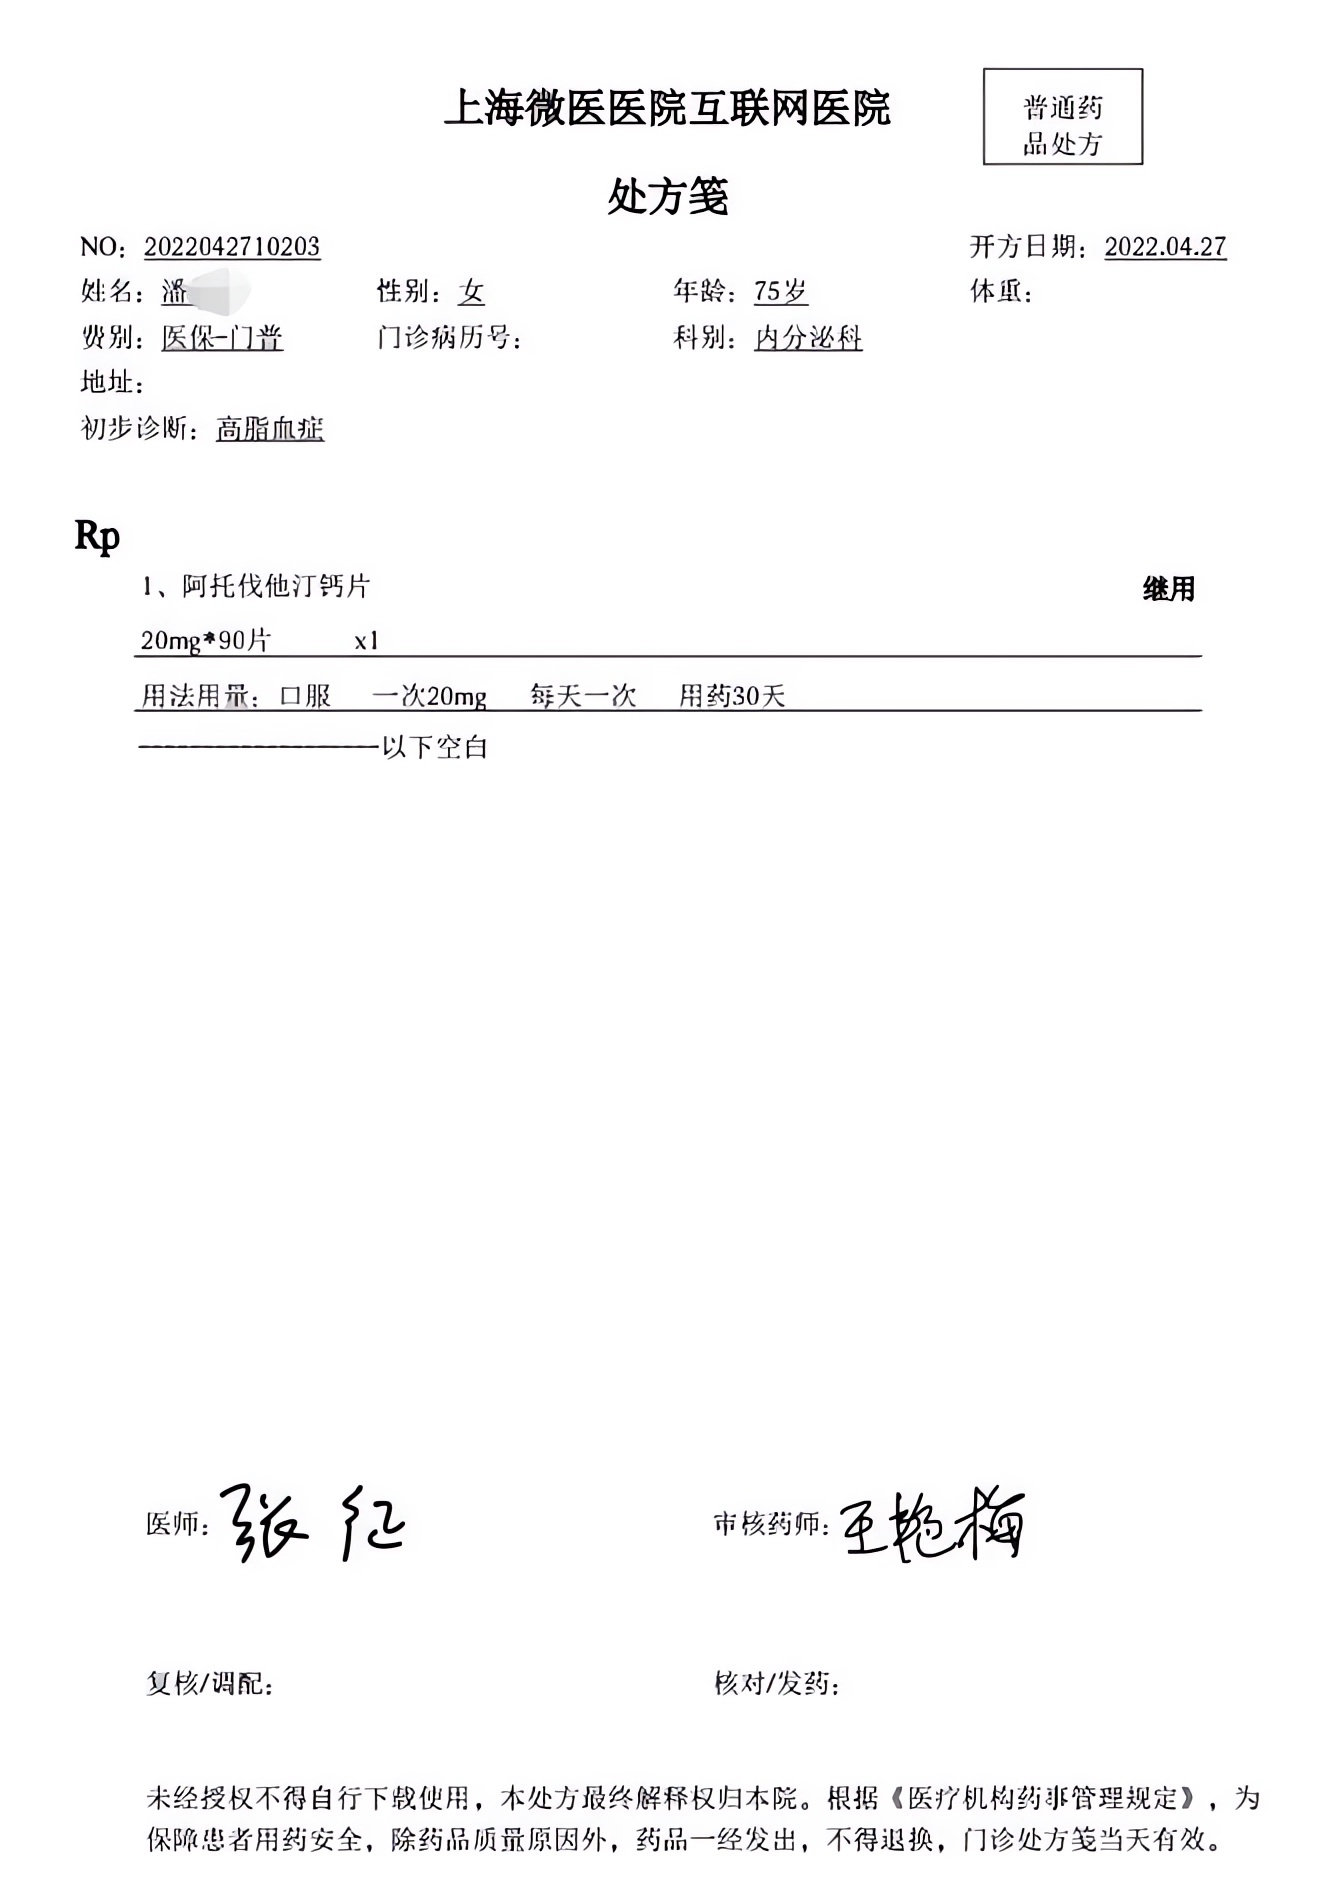 上海微医医院互联网医院
普通药
品处方
处方笺
NO：2022042710203 开方日期：2022.04.27
姓名：潘 性别：女 年龄：75岁 体重：
费别：医保-门普 门诊病历号： 科别：内分泌科
地址：
初步诊断：高脂血症
Rp
1、阿托伐他汀钙片 继用
20mg*90片 x1
用法用量：口服 一次20mg 每天一次 用药30天
——————————以下空白
医师：张征 审核药师：王艳梅
复核/调配： 核对/发药：
未经授权不得自行下载使用，本处方最终解释权归本院。根据《医疗机构药事管理规定》，为
保障患者用药安全，除药品质量原因外，药品一经发出，不得退换，门诊处方笺当天有效。